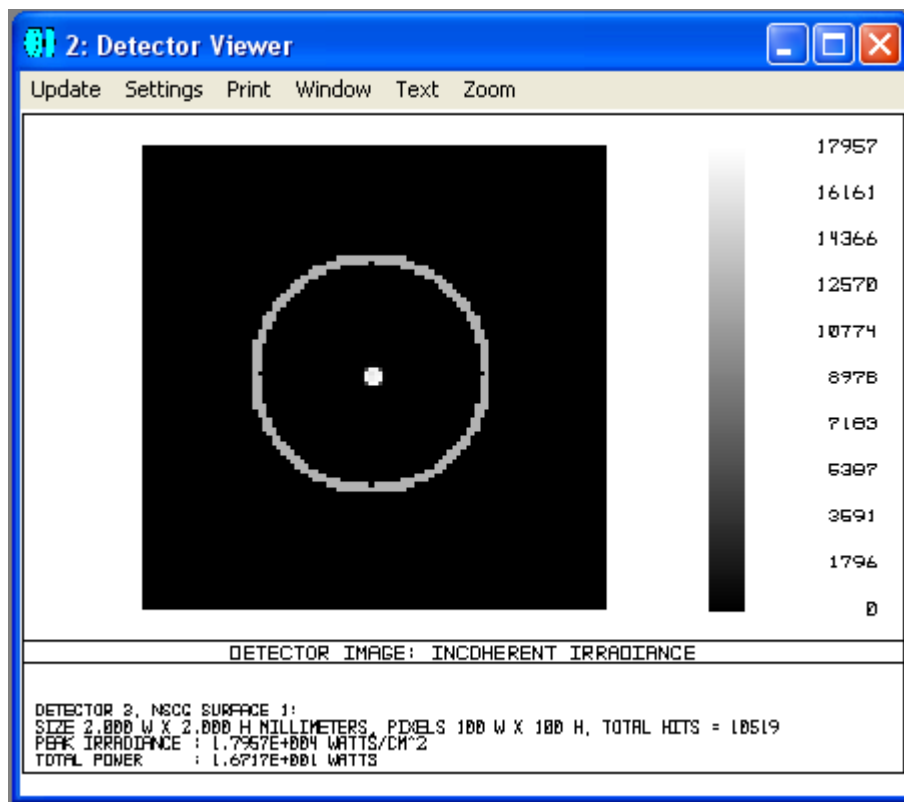 2: Detector Viewer
Update Settings Print Window Text Zoom
17957
16161
14366
12570
10774
8978
7183
5387
3591
1796
0
DETECTOR IMAGE: INCOHERENT IRRADIANCE
DETECTOR 3, NSCG SURFACE 1:
SIZE 2.000 W X 2.000 H MILLIMETERS, PIXELS 100 W X 100 H, TOTAL HITS = 10519
PEAK IRRADIANCE : 1.7957E+004 WATTS/CM^2
TOTAL POWER : 1.6717E+001 WATTS